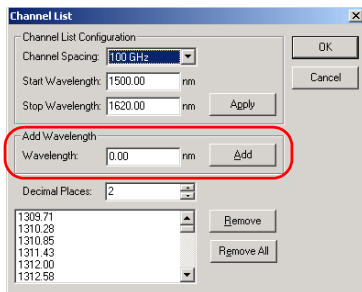 Channel List
Channel List Configuration
Channel Spacing: 100 GHz
Start Wavelength: 1500.00 nm
Stop Wavelength: 1620.00 nm Apply
OK
Cancel
Add Wavelength
Wavelength: 0.00 nm Add
Decimal Places: 2
1309.71
1310.28
1310.85
1311.43
1312.00
1312.58
Remove
Remove All